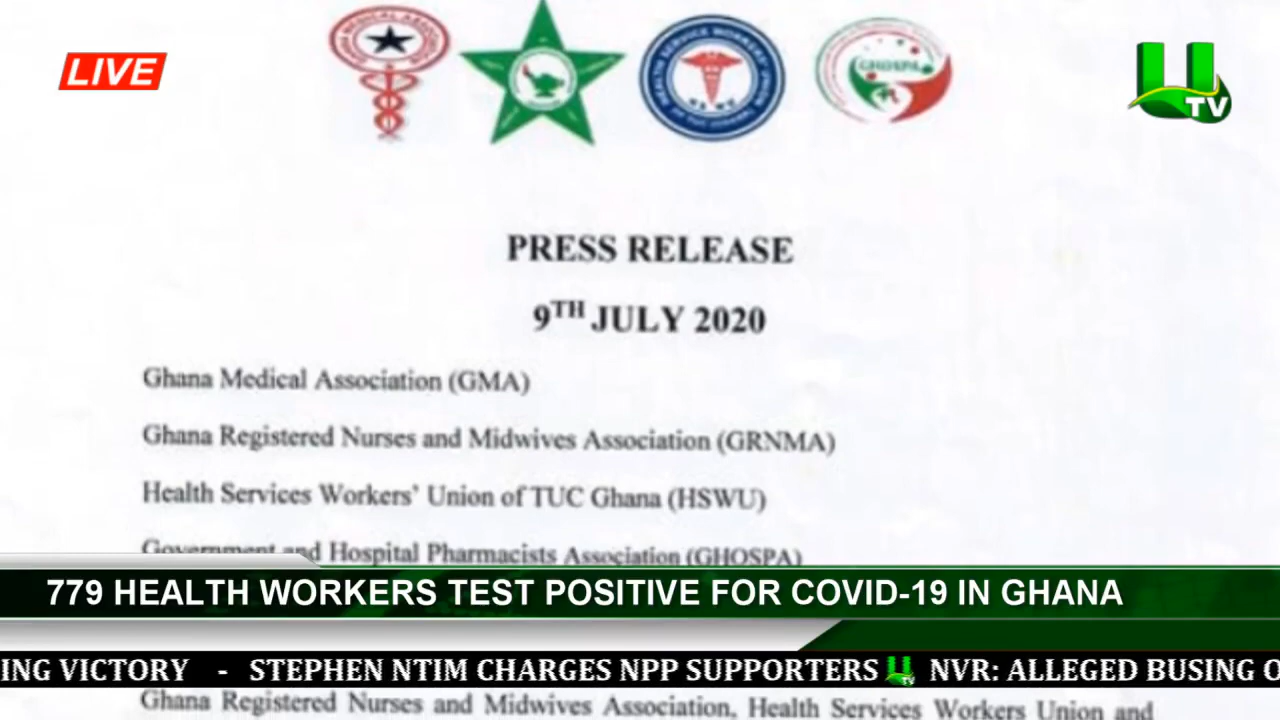 LIVE
U
TV
GHOSPA
PRESS RELEASE
9TH JULY 2020
Ghana Medical Association (GMA)
Ghana Registered Nurses and Midwives Association (GRNMA)
Health Services Workers' Union of TUC Ghana (HSWU)
Government and Hospital Pharmacists Association (GHOSPA)
779 HEALTH WORKERS TEST POSITIVE FOR COVID-19 IN GHANA
ING VICTORY - STEPHEN NTIM CHARGES NPP SUPPORTERS U TV NVR: ALLEGED BUSING O
Ghana Registered Nurses and Midwives Association, Health Services Workers Union and